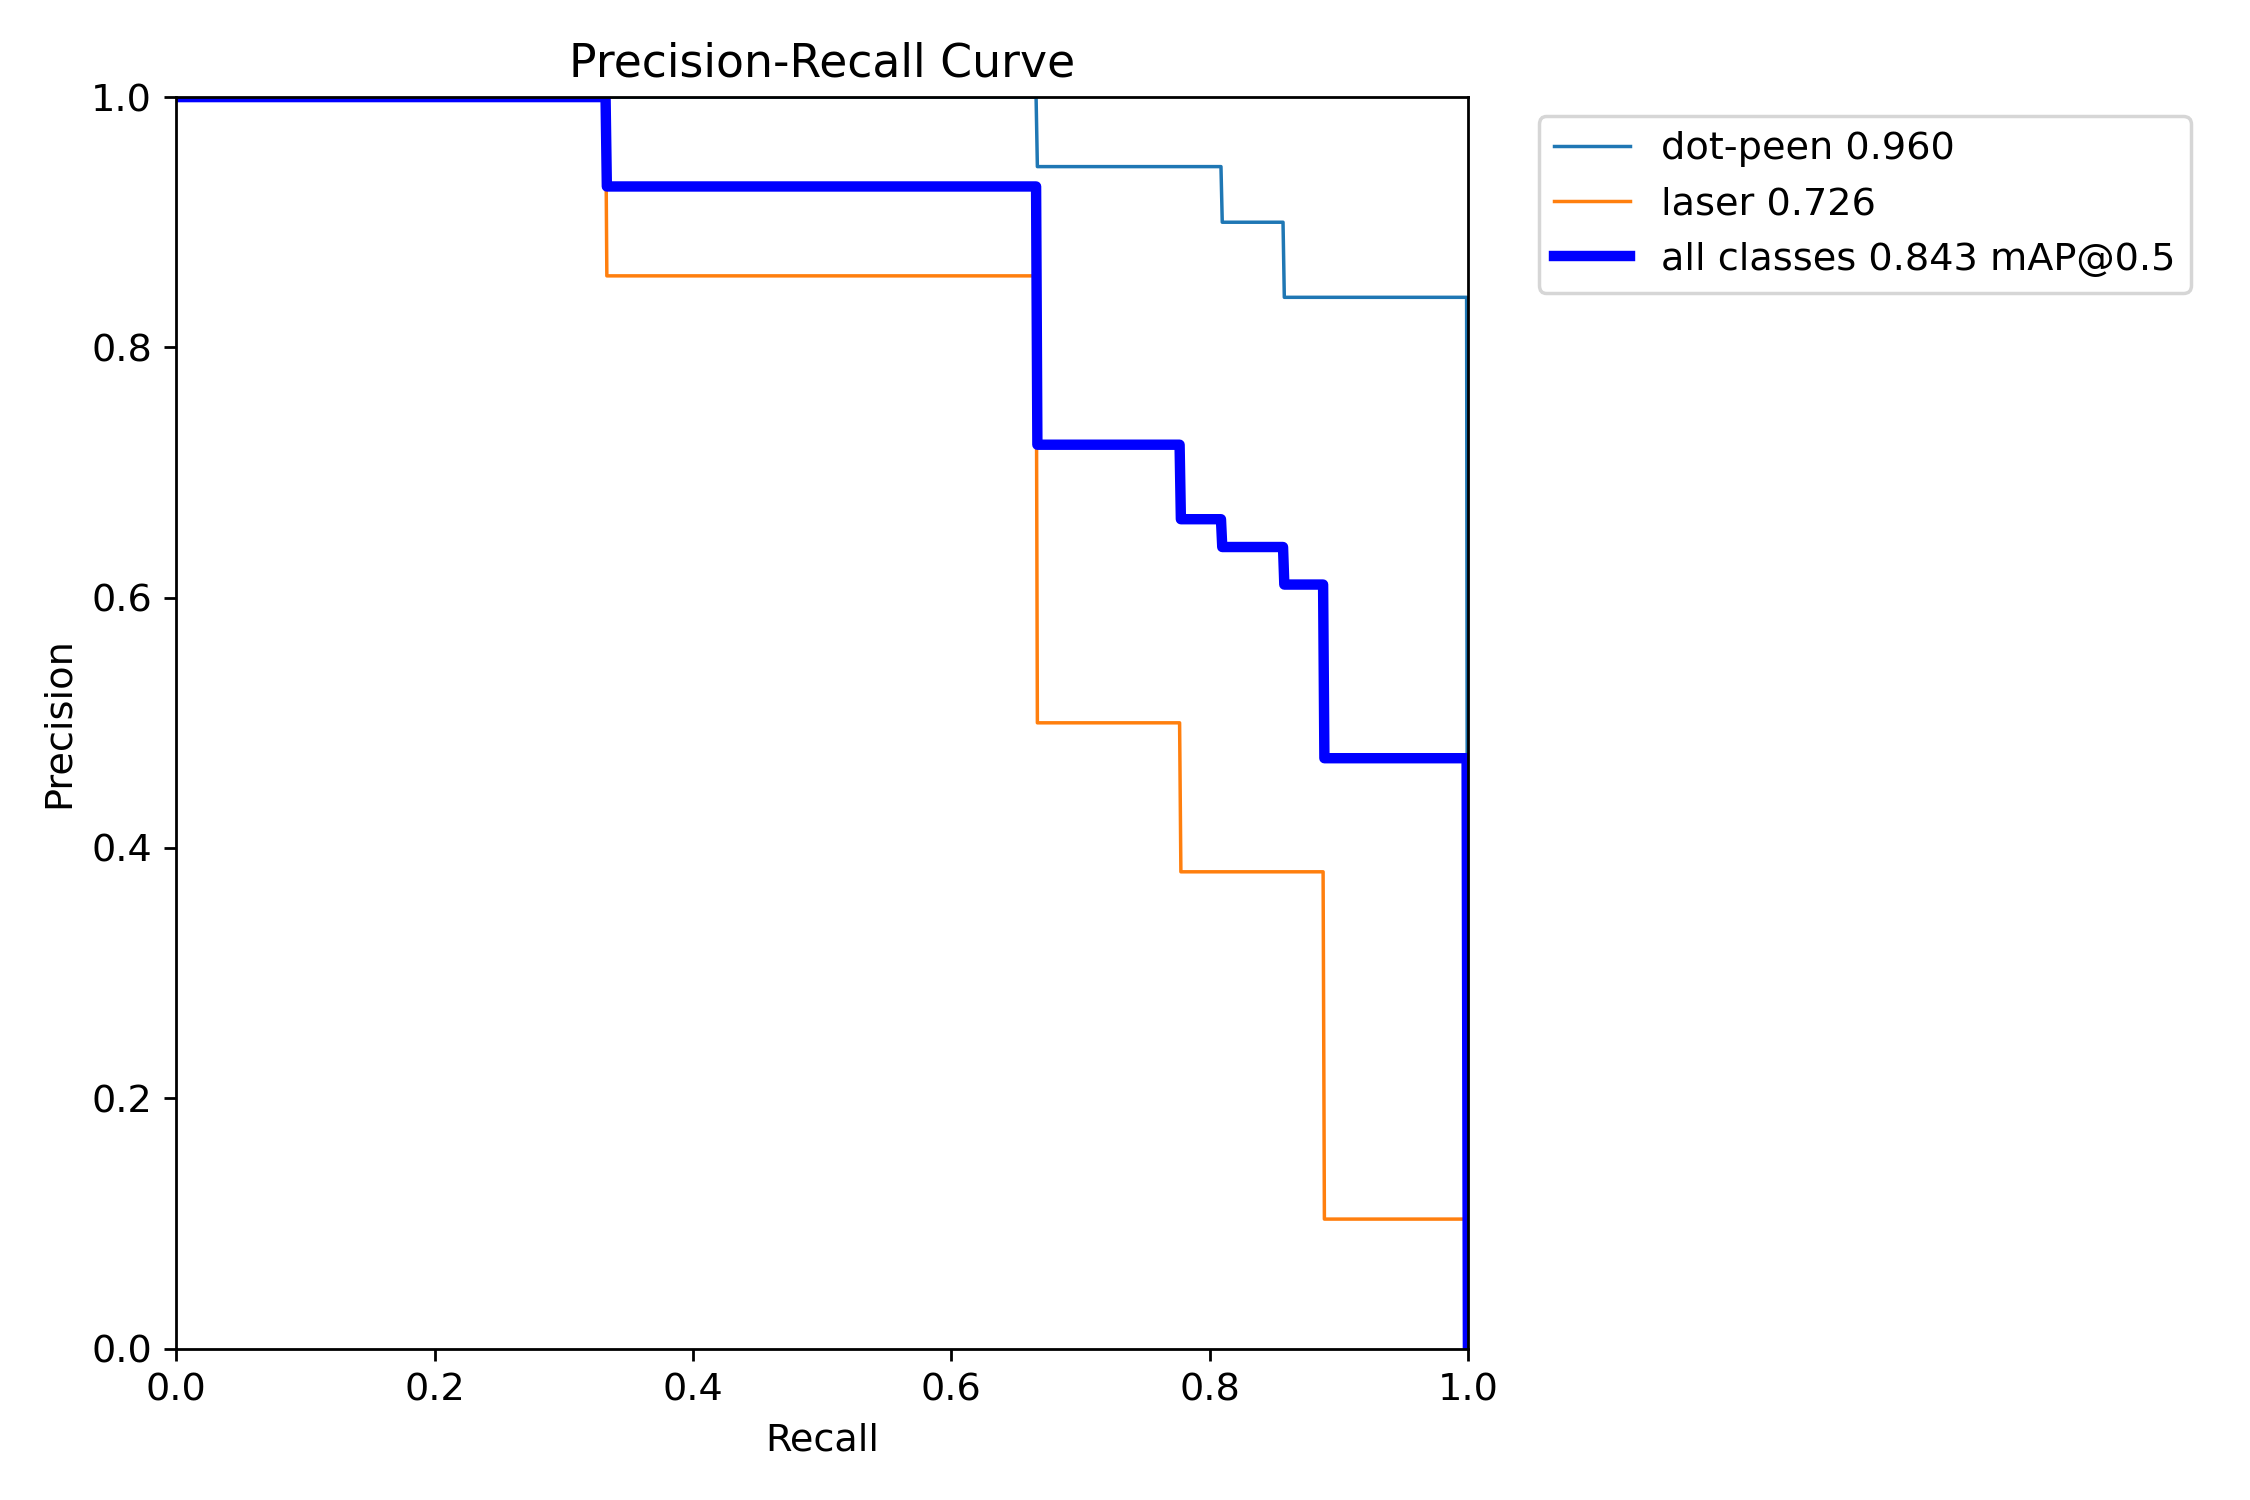 Precision-Recall Curve
1.0
0.8
0.6
0.4
0.2
0.0
Precision
0.0 0.2 0.4 0.6 0.8 1.0
Recall
dot-peen 0.960
laser 0.726
all classes 0.843 mAP@0.5